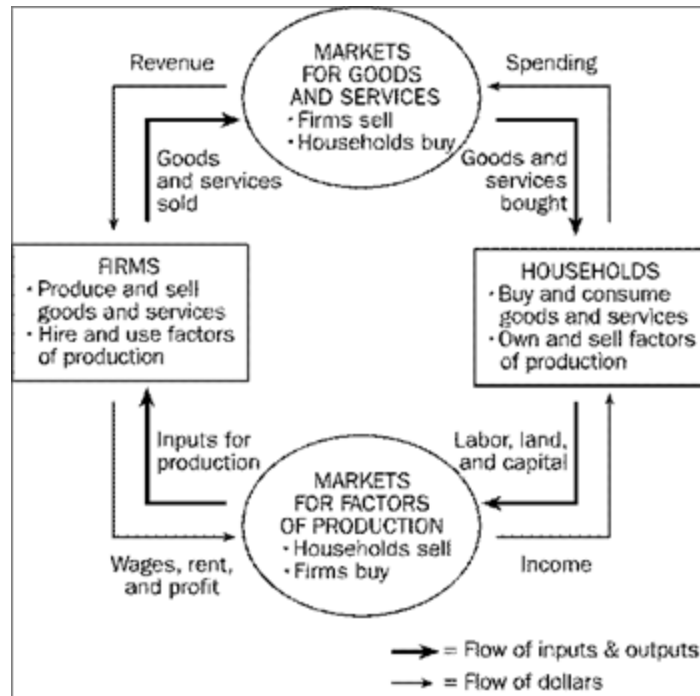 MARKETS
FOR GOODS
AND SERVICES
• Firms sell
• Households buy
Revenue
Spending
Goods
and services
sold
Goods and
services
bought
FIRMS
• Produce and sell
goods and services
• Hire and use factors
of production
HOUSEHOLDS
• Buy and consume
goods and services
• Own and sell factors
of production
Inputs for
production
Labor, land,
and capital
MARKETS
FOR FACTORS
OF PRODUCTION
• Households sell
• Firms buy
Wages, rent,
and profit
Income
= Flow of inputs & outputs
= Flow of dollars